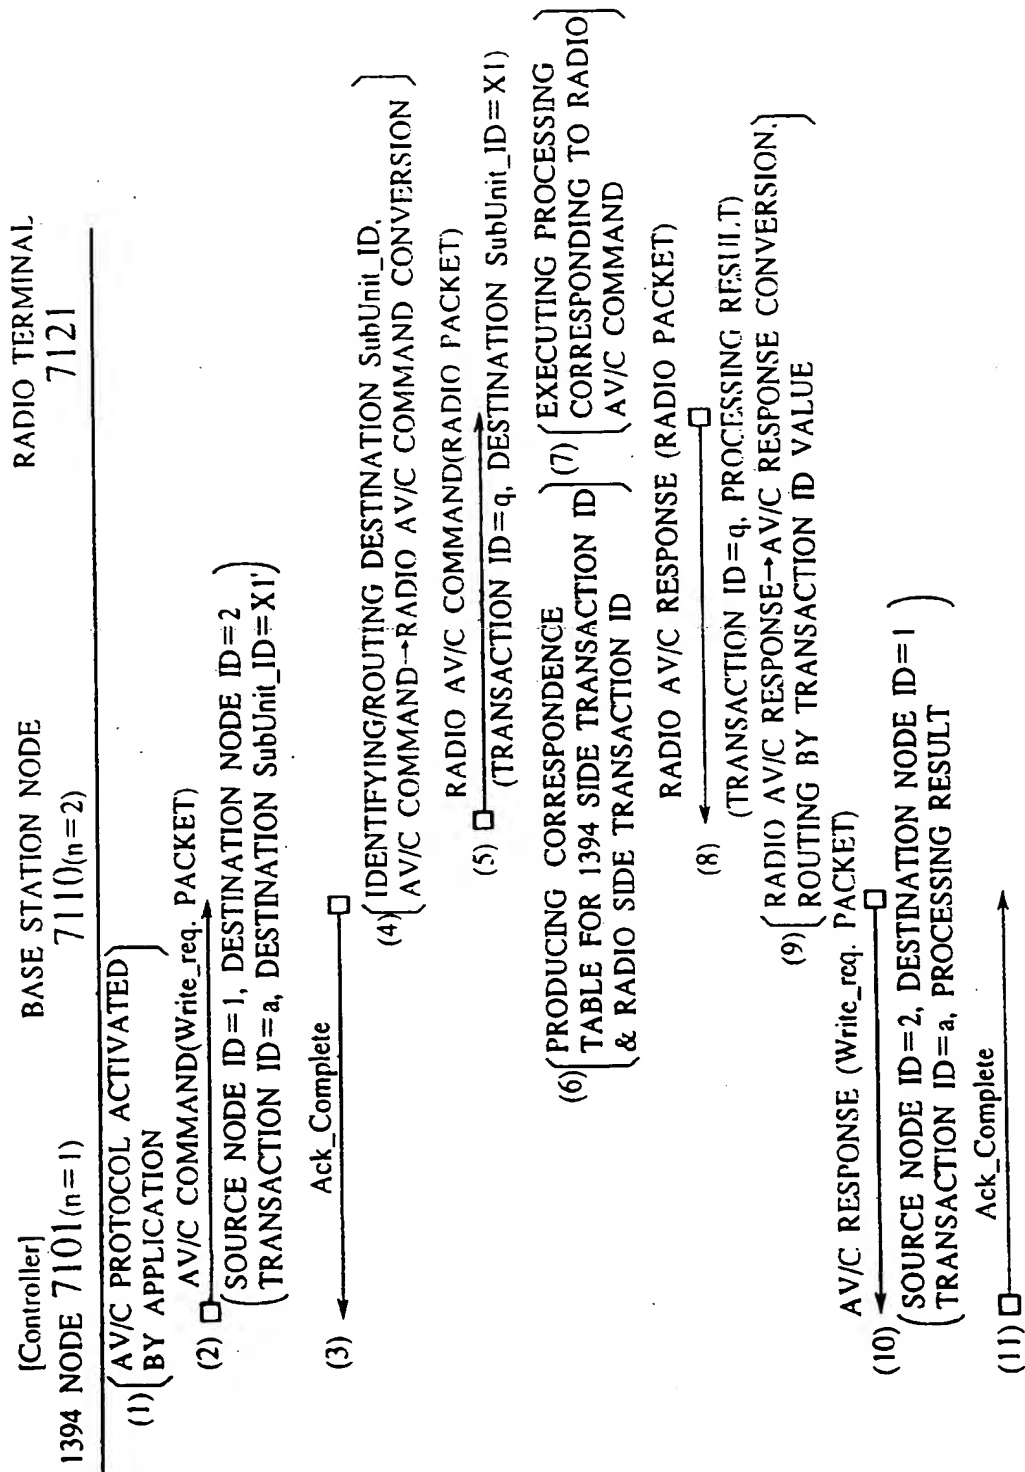 [Controller]
1394 NODE 7101(n=1)
BASE STATION NODE
7110(n=2)
RADIO TERMINAL
7121
(1) AV/C PROTOCOL ACTIVATED
BY APPLICATION
AV/C COMMAND(Write_req. PACKET)
(2)
(SOURCE NODE ID=1, DESTINATION NODE ID=2
TRANSACTION ID=a, DESTINATION SubUnit_ID=X1')
Ack_Complete
(3)
(4) (IDENTIFYING/ROUTING DESTINATION SubUnit_ID,
AV/C COMMAND→RADIO AV/C COMMAND CONVERSION)
RADIO AV/C COMMAND(RADIO PACKET)
(5)
(TRANSACTION ID=q, DESTINATION SubUnit_ID=X1)
(6) (PRODUCING CORRESPONDENCE
TABLE FOR 1394 SIDE TRANSACTION ID
& RADIO SIDE TRANSACTION ID)
(7) (EXECUTING PROCESSING
CORRESPONDING TO RADIO
AV/C COMMAND)
RADIO AV/C RESPONSE (RADIO PACKET)
(8)
(TRANSACTION ID=q, PROCESSING RESULT)
(9) (RADIO AV/C RESPONSE→AV/C RESPONSE CONVERSION,
ROUTING BY TRANSACTION ID VALUE)
AV/C RESPONSE (Write_req. PACKET)
(10)
(SOURCE NODE ID=2, DESTINATION NODE ID=1
TRANSACTION ID=a, PROCESSING RESULT)
Ack_Complete
(11)